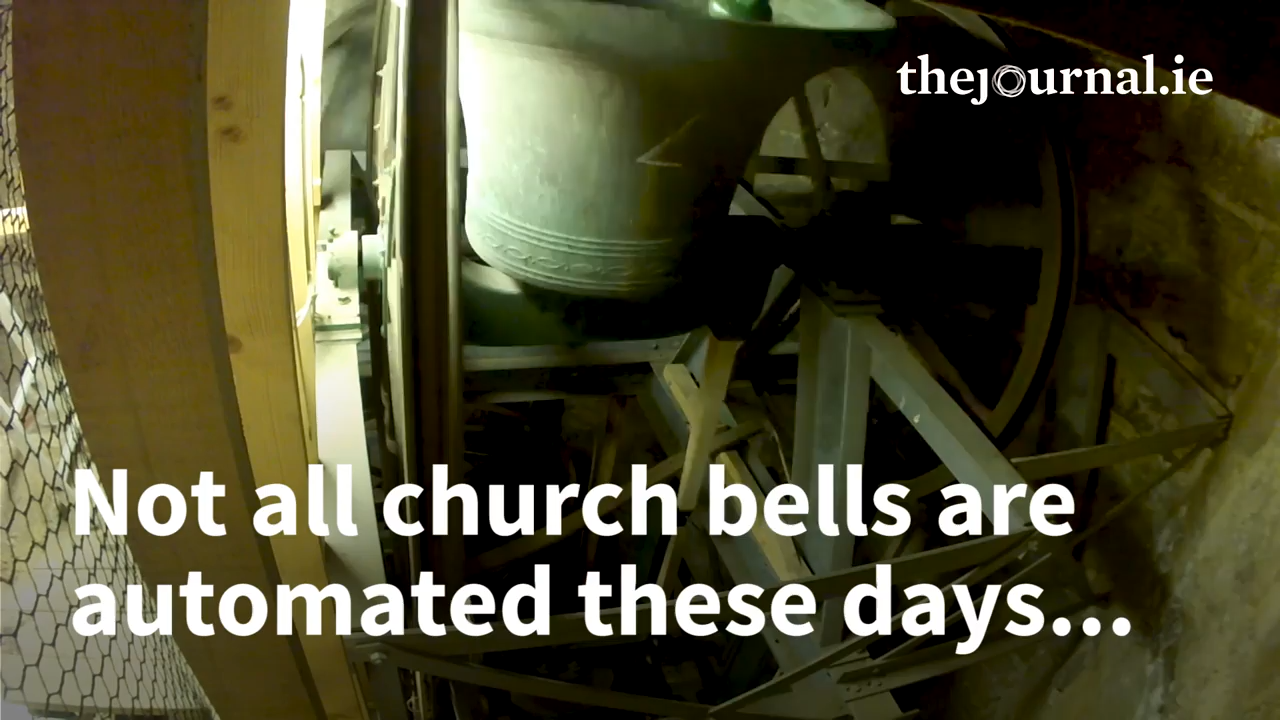 thejournal.ie
Not all church bells are
automated these days...